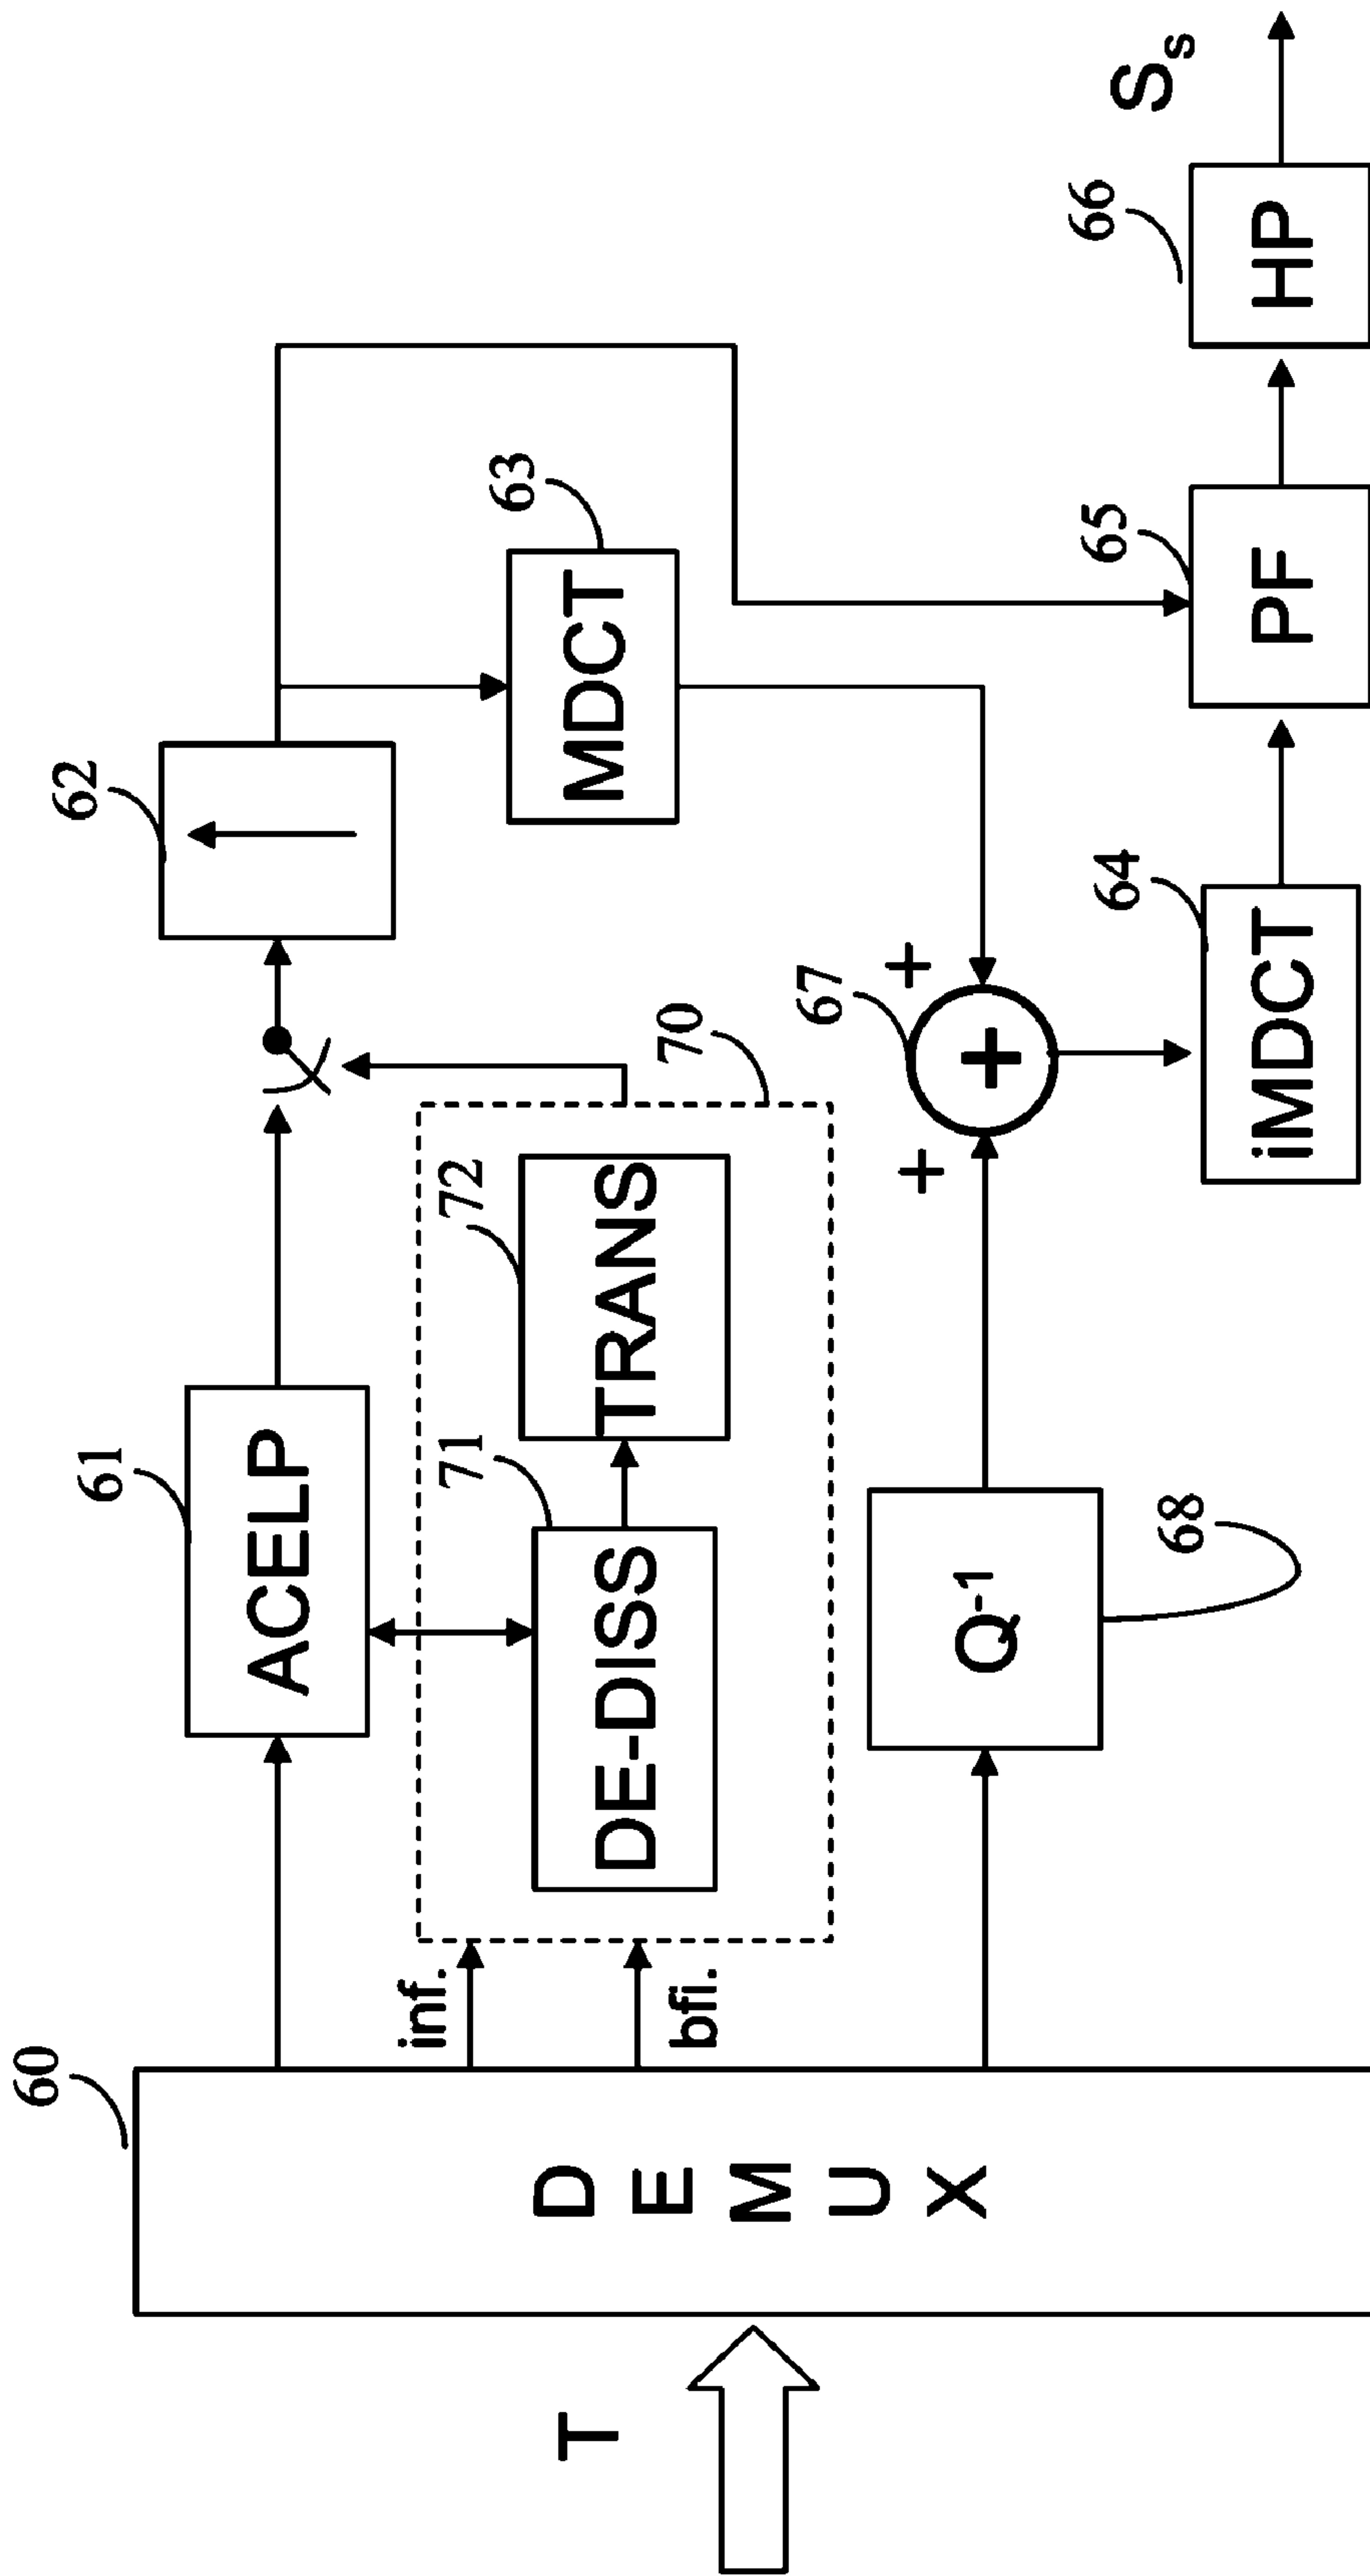 60
61
62
ACELP
inf.
70
71
72
DE-DISS
TRANS
63
MDCT
T
D
E
M
U
X
bfi.
67
+
+
+
Q-1
68
64
iMDCT
65
PF
66
HP
Ss